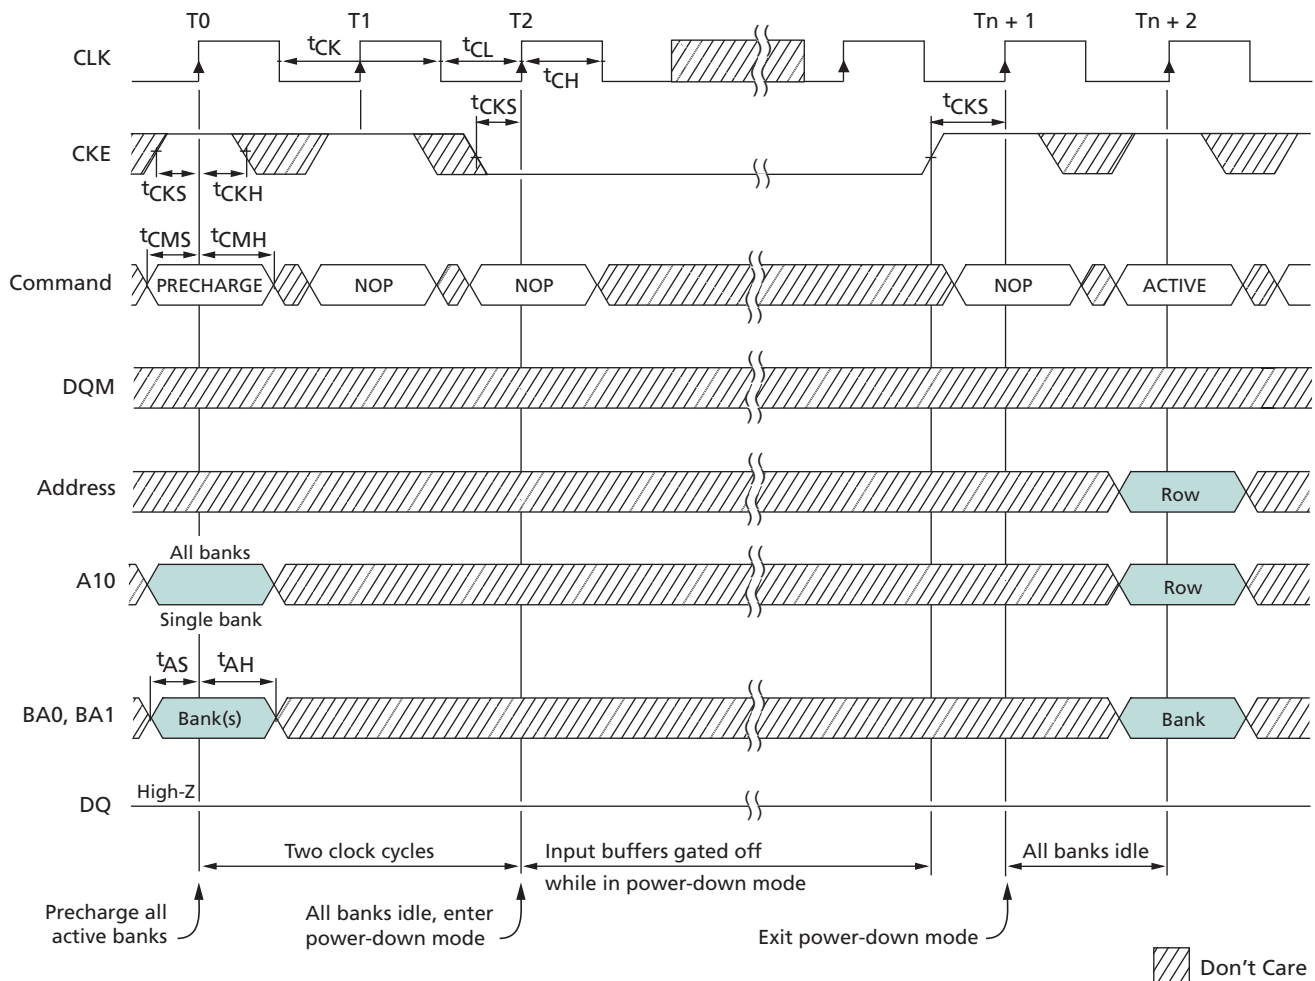 T0 T1 T2 Tn + 1 Tn + 2
CLK
tCK tCL
tCH
tCKS tCKS
CKE
tCKS tCKH
tCMS tCMH
Command PRECHARGE NOP NOP NOP ACTIVE
DQM
Address Row
All banks
A10 Row
Single bank
tAS tAH
BA0, BA1 Bank(s) Bank
High-Z
DQ
Two clock cycles Input buffers gated off All banks idle
while in power-down mode
Precharge all All banks idle, enter
active banks power-down mode Exit power-down mode
Don't Care